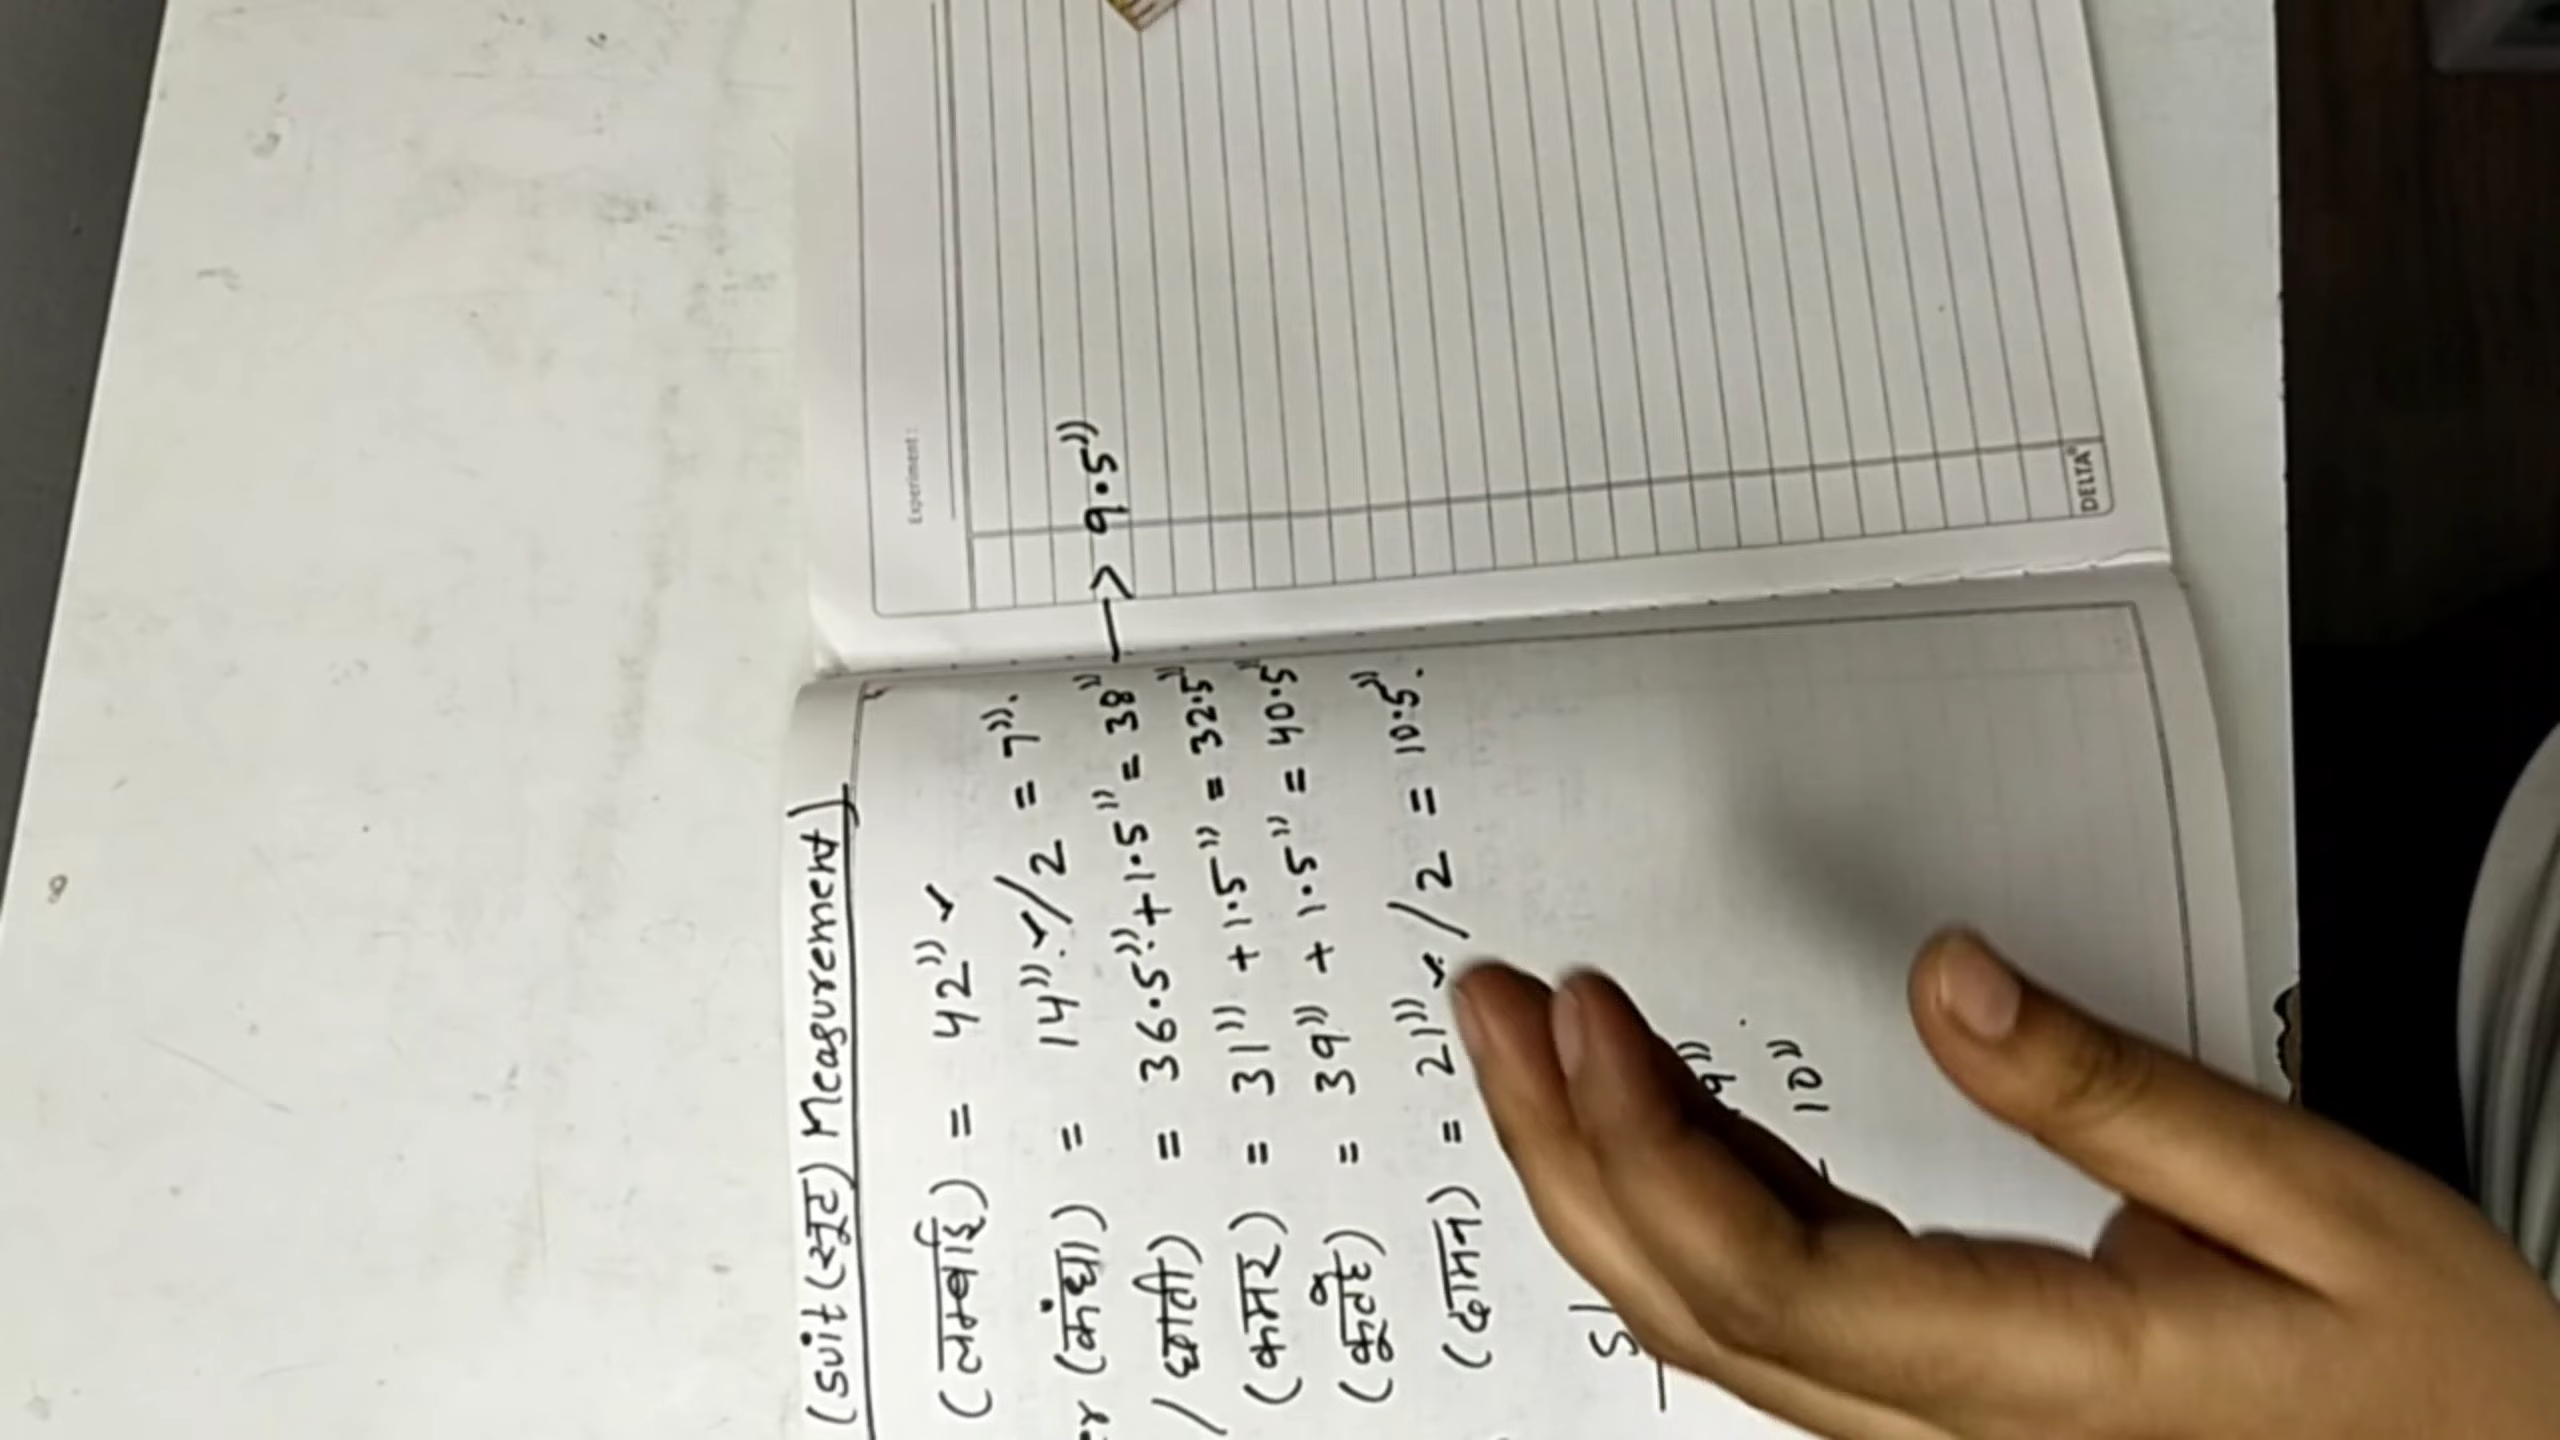 (suit (सूट) Measurement)
(लम्बाई) = 42" ✓
(कंधा) = 14" ✓/2 = 7".
/ छाती) = 36.5" + 1.5" = 38" → 9.5"
(कमर) = 31" + 1.5" = 32.5"
(कूल्हे) = 39" + 1.5" = 40.5"
(दामन) = 21" ✓/2 = 10.5".
10"
Experiment :
DELTA®